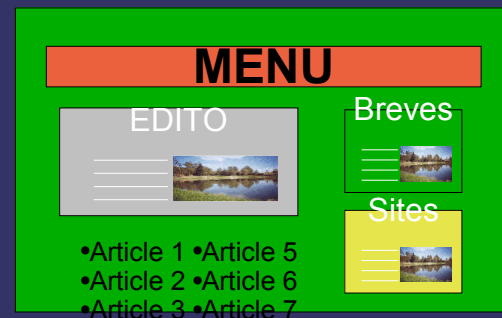 MENU
EDITO
Breves
Sites
•Article 1 •Article 5
•Article 2 •Article 6
•Article 3 •Article 7